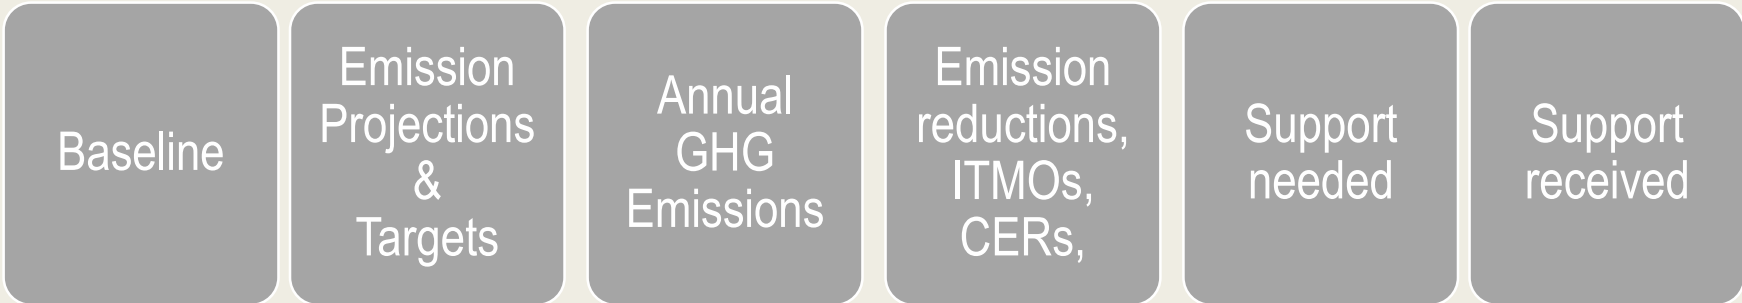 Baseline
Emission
Projections
&
Targets
Annual
GHG
Emissions
Emission
reductions,
ITMOs,
CERs,
Support
needed
Support
received